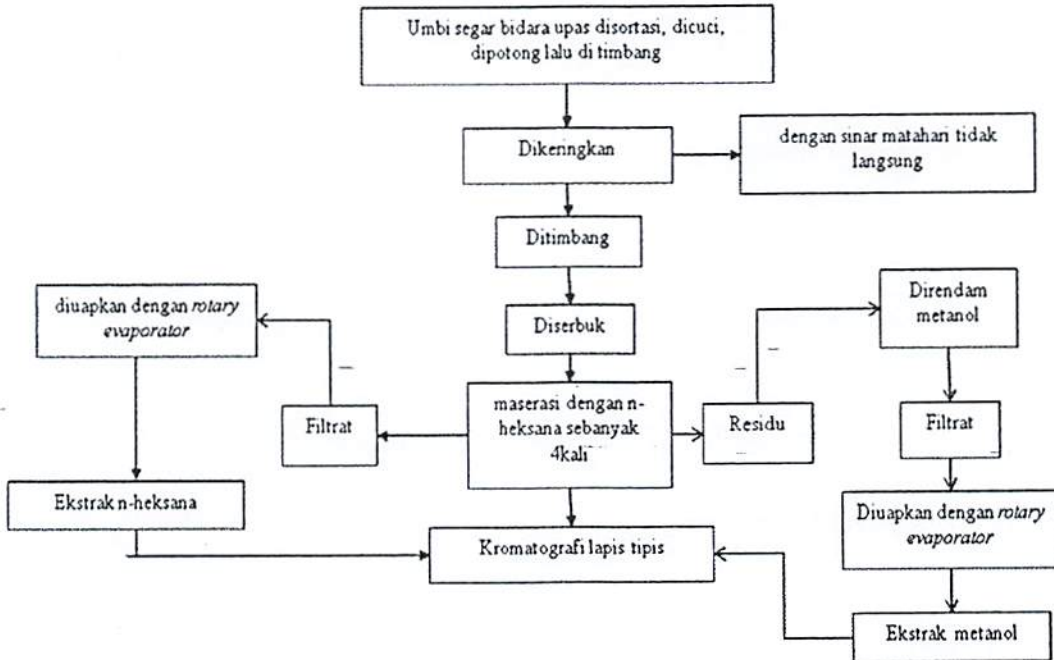 Umbi segar bidara upas disortasi, dicuci,
dipotong lalu di timbang
Dikeringkan
dengan sinar matahari tidak
langsung
Ditimbang
Diserbuk
maserasi dengan n-
heksana sebanyak
4kali
Filtrat
diuapkan dengan rotary
evaporator
Ekstrak n-heksana
Residu
Direndam
metanol
Filtrat
Diuapkan dengan rotary
evaporator
Ekstrak metanol
Kromatografi lapis tipis